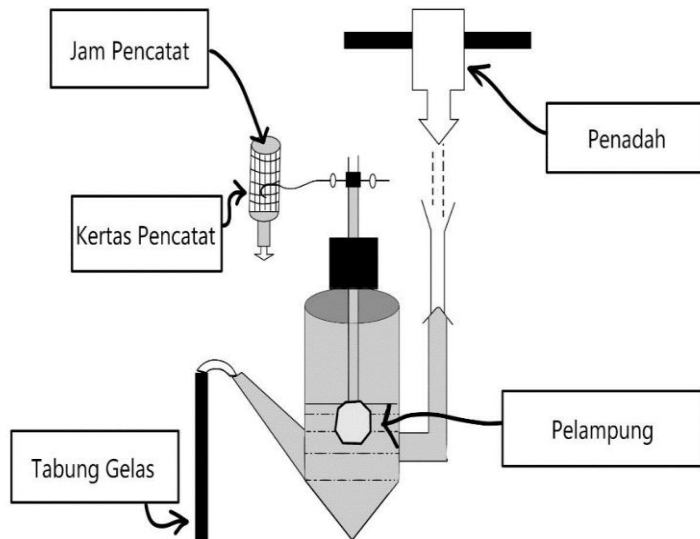 Jam Pencatat
Penadah
Kertas Pencatat
Pelampung
Tabung Gelas